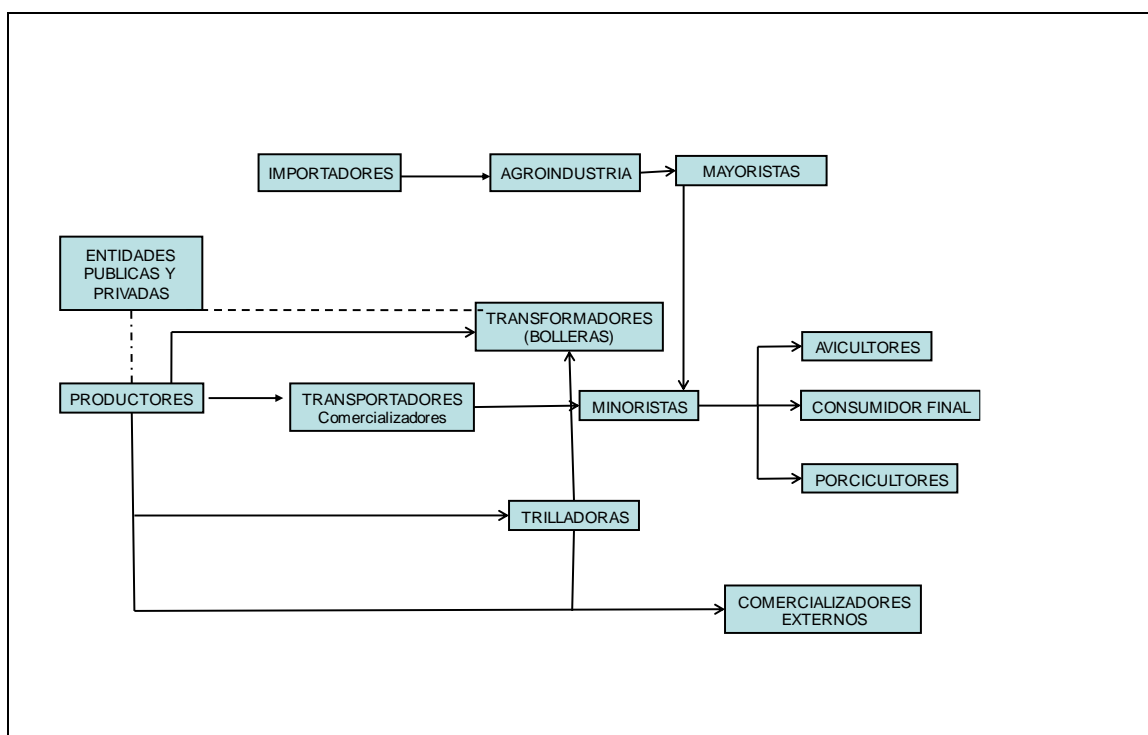 IMPORTADORES
AGROINDUSTRIA
MAYORISTAS
ENTIDADES
PUBLICAS Y
PRIVADAS
TRANSFORMADORES
(BOLLERAS)
AVICULTORES
PRODUCTORES
TRANSPORTADORES
Comercializadores
MINORISTAS
CONSUMIDOR FINAL
PORCICULTORES
TRILLADORAS
COMERCIALIZADORES
EXTERNOS